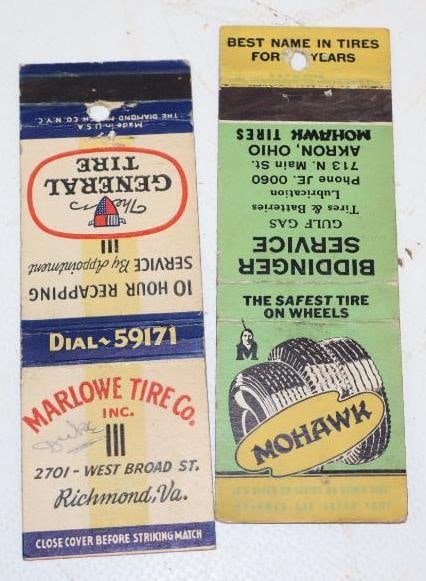 Made in U.S.A.
THE DIAMOND MATCH CO. N.Y.C.
The
GENERAL
TIRE
SERVICE By Appointment
10 HOUR RECAPPING
DIAL~59171
MARLOWE TIRE CO.
INC.
2701 - WEST BROAD ST.
Richmond, Va.
CLOSE COVER BEFORE STRIKING MATCH
BEST NAME IN TIRES
FOR YEARS
BIDDINGER
SERVICE
GULF GAS
Tires & Batteries
Lubrication
Phone JE. 0060
713 N. Main St.
AKRON, OHIO
MOHAWK TIRES
THE SAFEST TIRE
ON WHEELS
MOHAWK